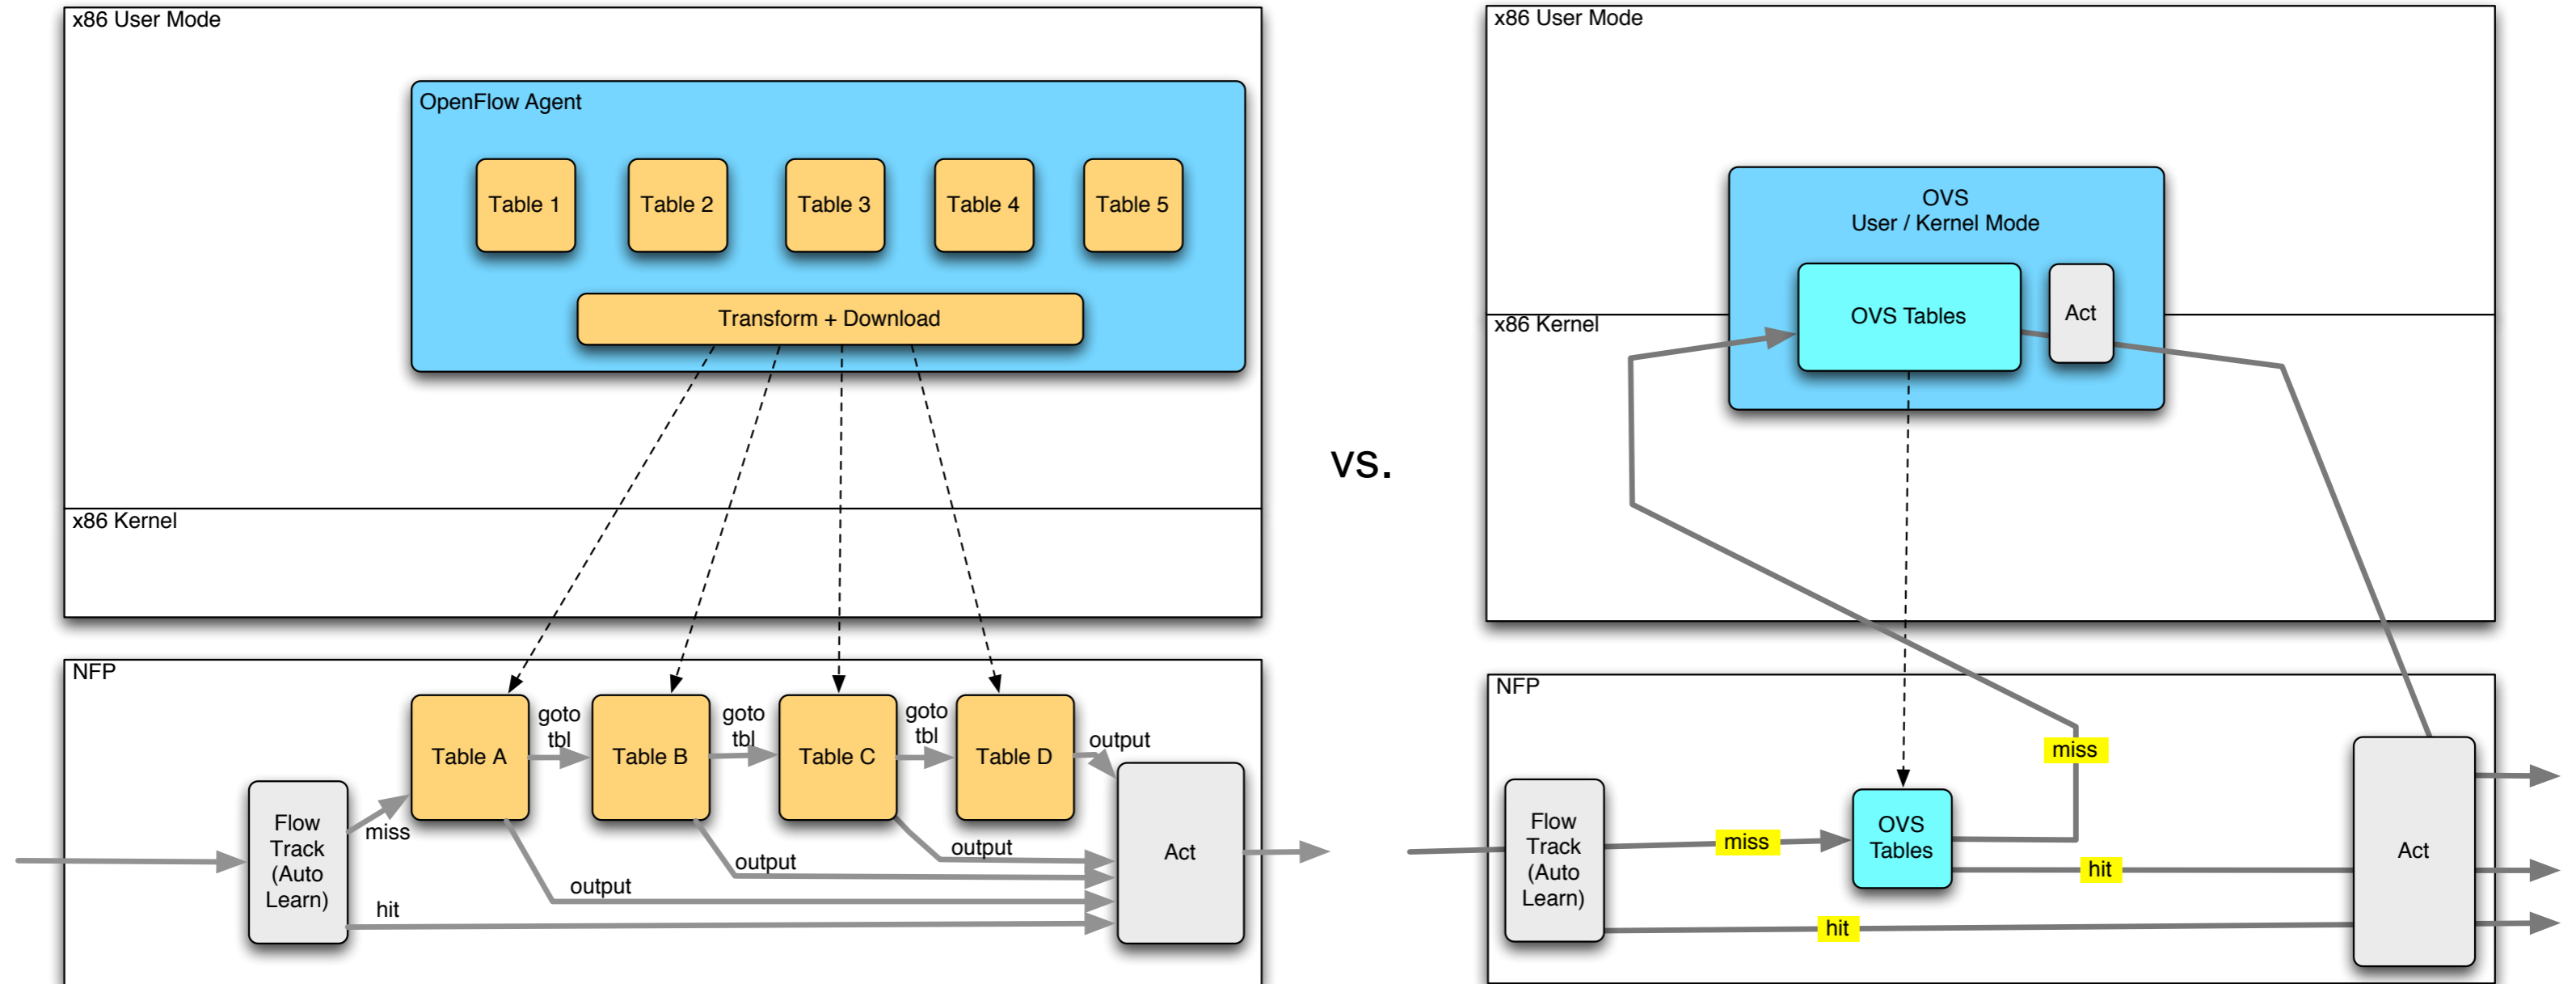 x86 User Mode
OpenFlow Agent
Table 1
Table 2
Table 3
Table 4
Table 5
Transform + Download
x86 Kernel
NFP
Table A
goto
tbl
Table B
goto
tbl
Table C
goto
tbl
Table D
output
Flow
Track
(Auto
Learn)
miss
output
output
output
hit
Act
vs.
x86 User Mode
OVS
User / Kernel Mode
OVS Tables
Act
x86 Kernel
NFP
miss
Flow
Track
(Auto
Learn)
miss
OVS
Tables
hit
hit
Act